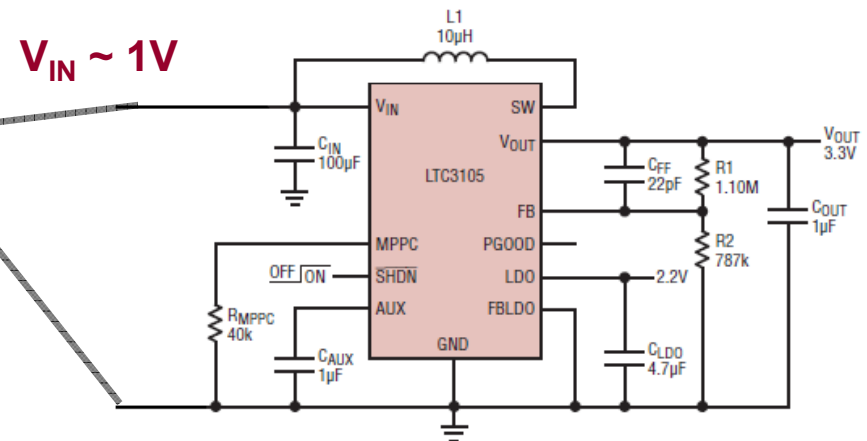 VIN ~ 1V
L1
10µH
VIN
SW
CIN
100µF
VOUT
LTC3105
CFF
22pF
R1
1.10M
VOUT
3.3V
COUT
1µF
FB
MPPC
PGOOD
R2
787k
OFF ON
SHDN
LDO
2.2V
RMPPC
40k
AUX
FBLDO
CAUX
1µF
GND
CLDO
4.7µF